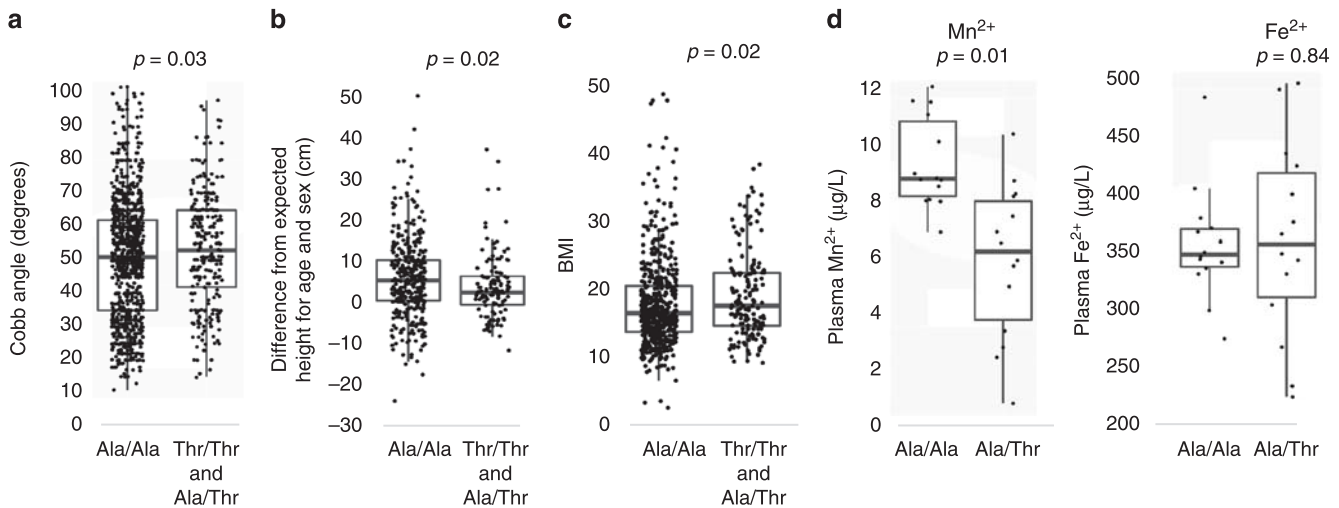 a
p = 0.03
Cobb angle (degrees)
100
90
80
70
60
50
40
30
20
10
0
Ala/Ala
Thr/Thr
and
Ala/Thr
b
p = 0.02
Difference from expected
height for age and sex (cm)
50
40
30
20
10
0
–10
–20
–30
Ala/Ala
Thr/Thr
and
Ala/Thr
c
p = 0.02
BMI
50
40
30
20
10
0
Ala/Ala
Thr/Thr
and
Ala/Thr
d
Mn²⁺
p = 0.01
Plasma Mn²⁺ (µg/L)
12
10
8
6
4
2
0
Ala/Ala
Ala/Thr
Fe²⁺
p = 0.84
Plasma Fe²⁺ (µg/L)
500
450
400
350
300
250
200
Ala/Ala
Ala/Thr